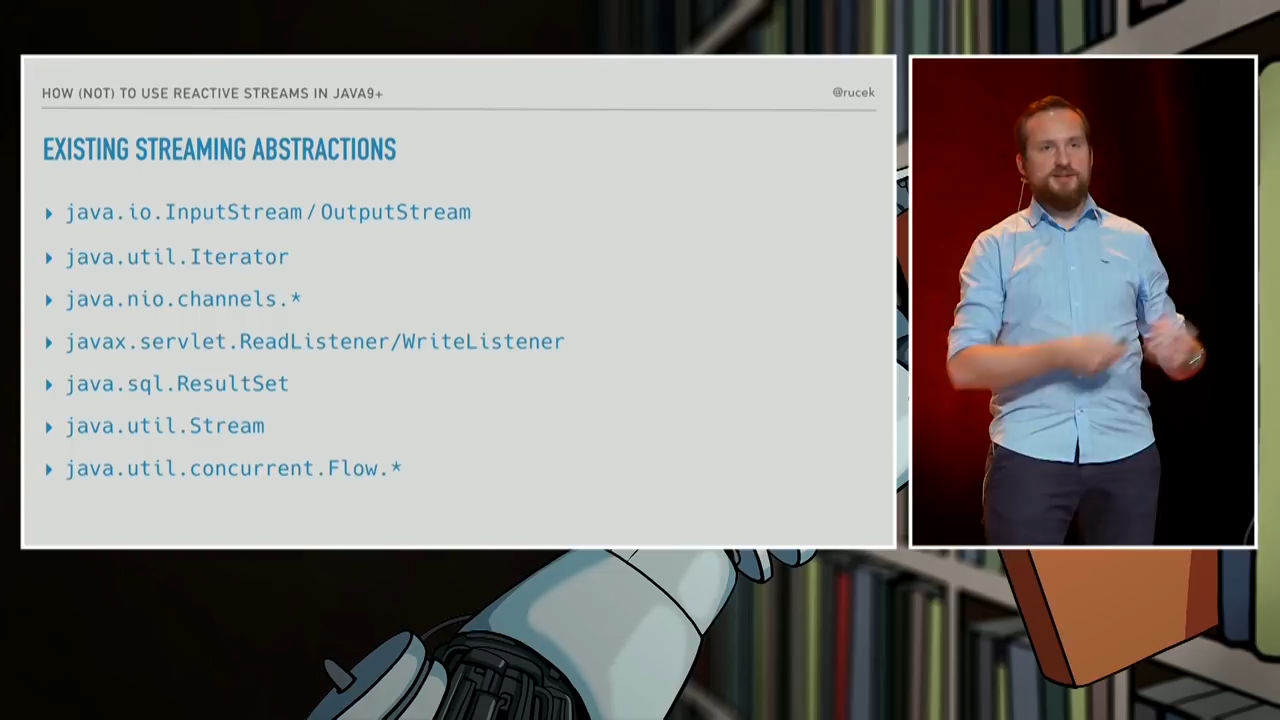 HOW (NOT) TO USE REACTIVE STREAMS IN JAVA9+
@rucek
EXISTING STREAMING ABSTRACTIONS
java.io.InputStream/OutputStream
java.util.Iterator
java.nio.channels.*
javax.servlet.ReadListener/WriteListener
java.sql.ResultSet
java.util.Stream
java.util.concurrent.Flow.*